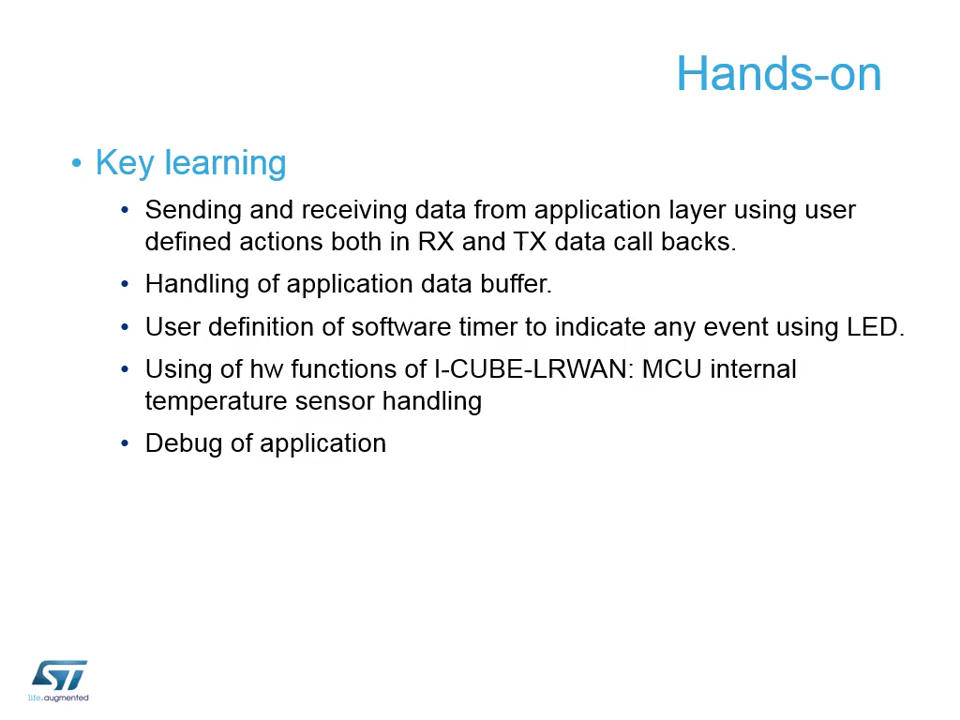 Hands-on
• Key learning
• Sending and receiving data from application layer using user
defined actions both in RX and TX data call backs.
• Handling of application data buffer.
• User definition of software timer to indicate any event using LED.
• Using of hw functions of I-CUBE-LRWAN: MCU internal
temperature sensor handling
• Debug of application
ST
life.augmented